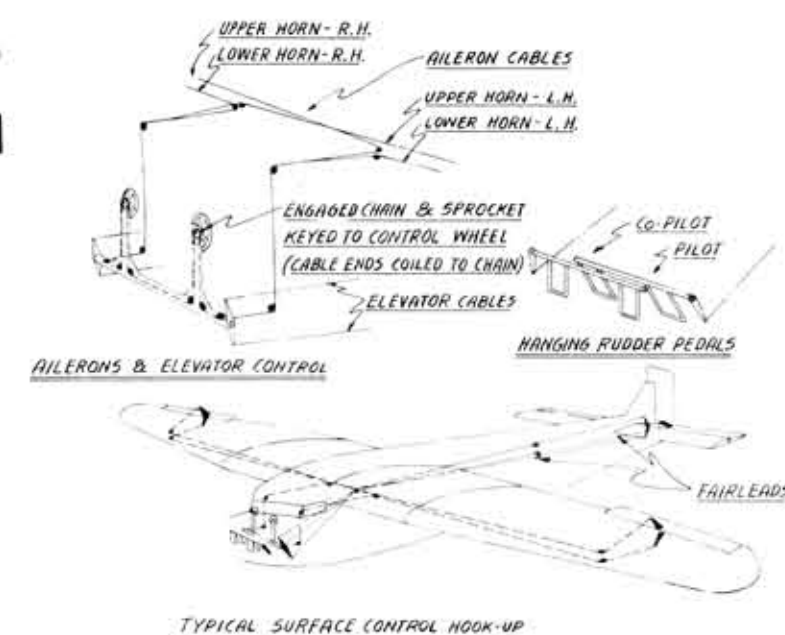 UPPER HORN - R.H.
LOWER HORN - R.H.
AILERON CABLES
UPPER HORN - L.H.
LOWER HORN - L.H.
ENGAGED CHAIN & SPROCKET
KEYED TO CONTROL WHEEL
(CABLE ENDS COILED TO CHAIN)
ELEVATOR CABLES
CO-PILOT
PILOT
HANGING RUDDER PEDALS
AILERONS & ELEVATOR CONTROL
FAIRLEADS
TYPICAL SURFACE CONTROL HOOK-UP